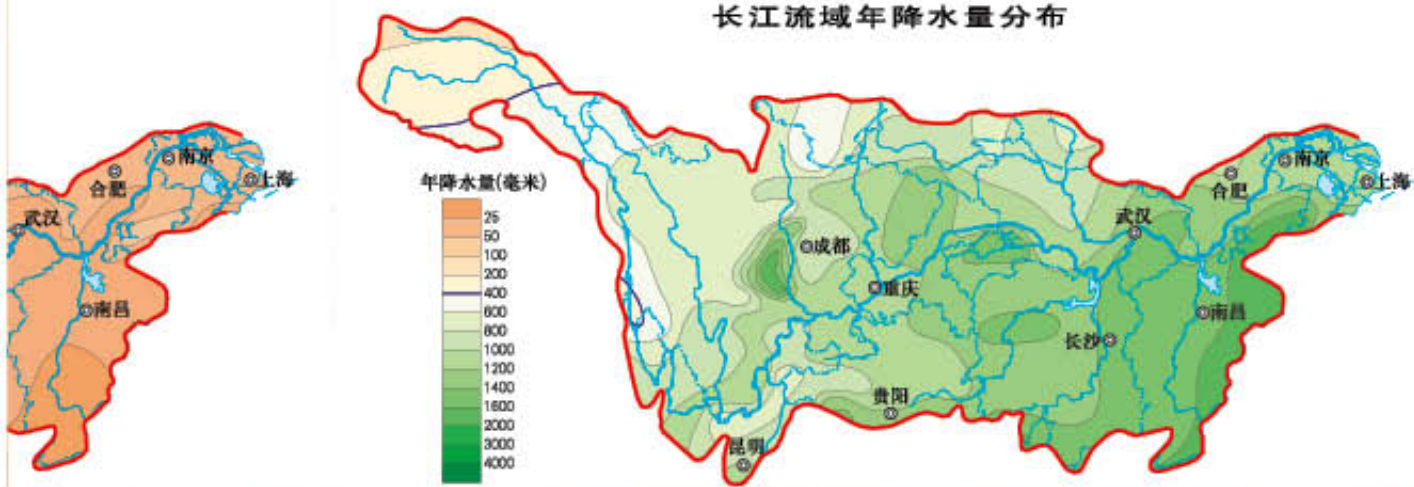 长江流域年降水量分布
南京
合肥
上海
武汉
南昌
年降水量(毫米)
25
50
100
200
400
600
800
1000
1200
1400
1600
2000
3000
4000
南京
合肥
上海
武汉
成都
重庆
南昌
长沙
贵阳
昆明